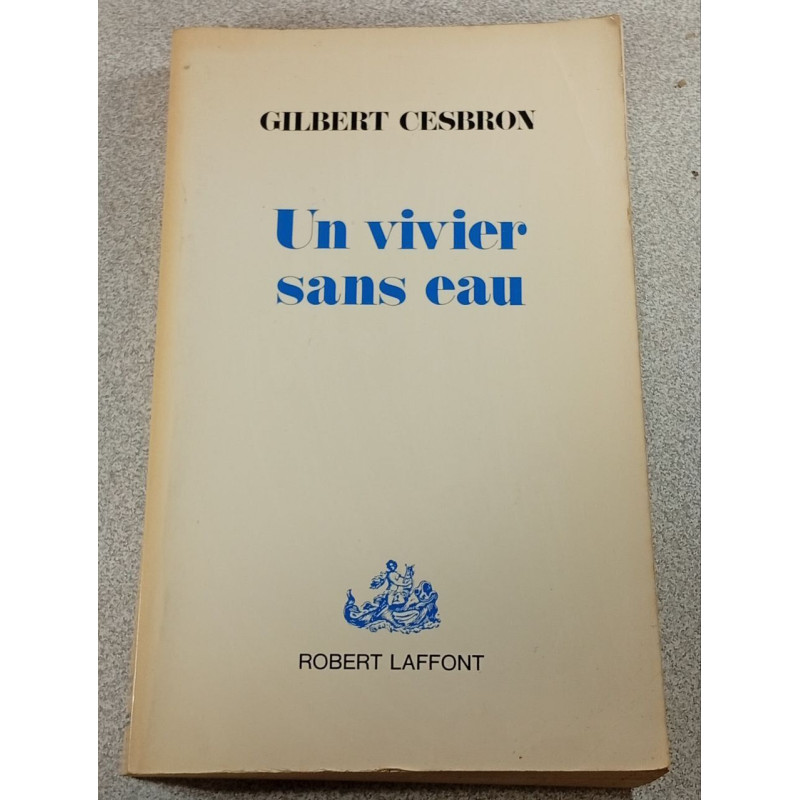 GILBERT CESBRON
Un vivier
sans eau
ROBERT LAFFONT